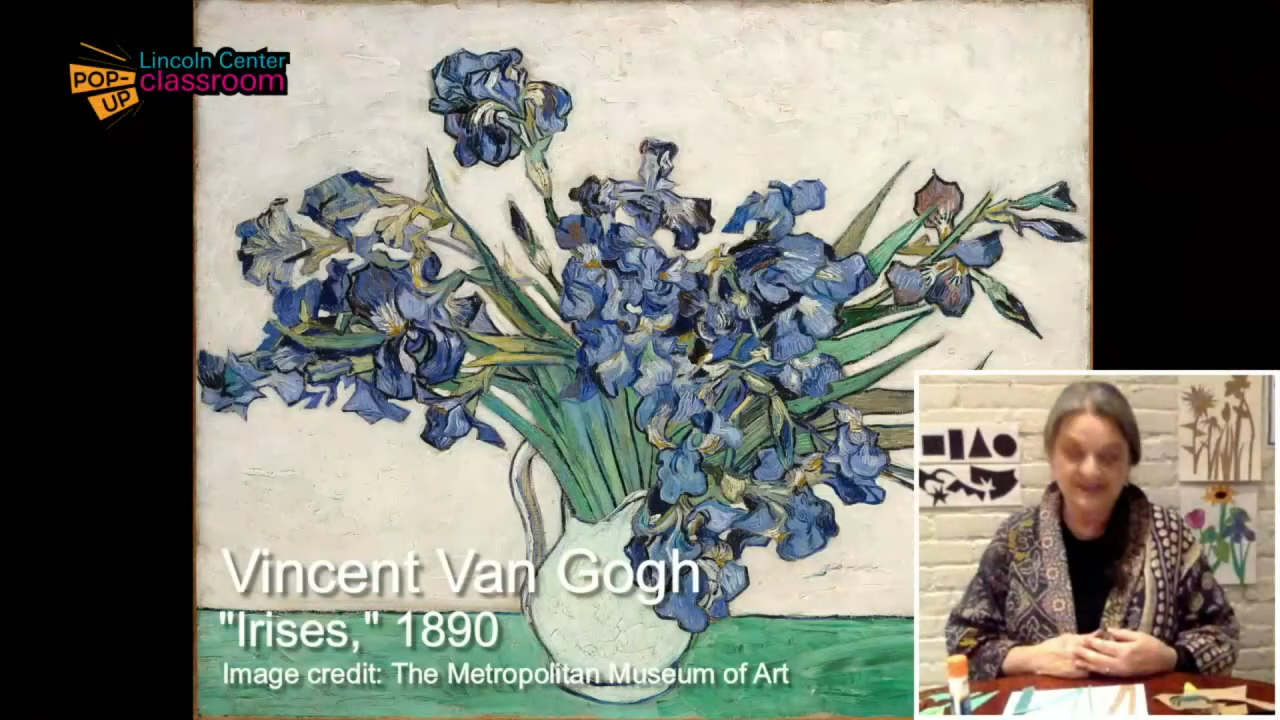 POP-
UP
Lincoln Center
classroom
Vincent Van Gogh
"Irises," 1890
Image credit: The Metropolitan Museum of Art